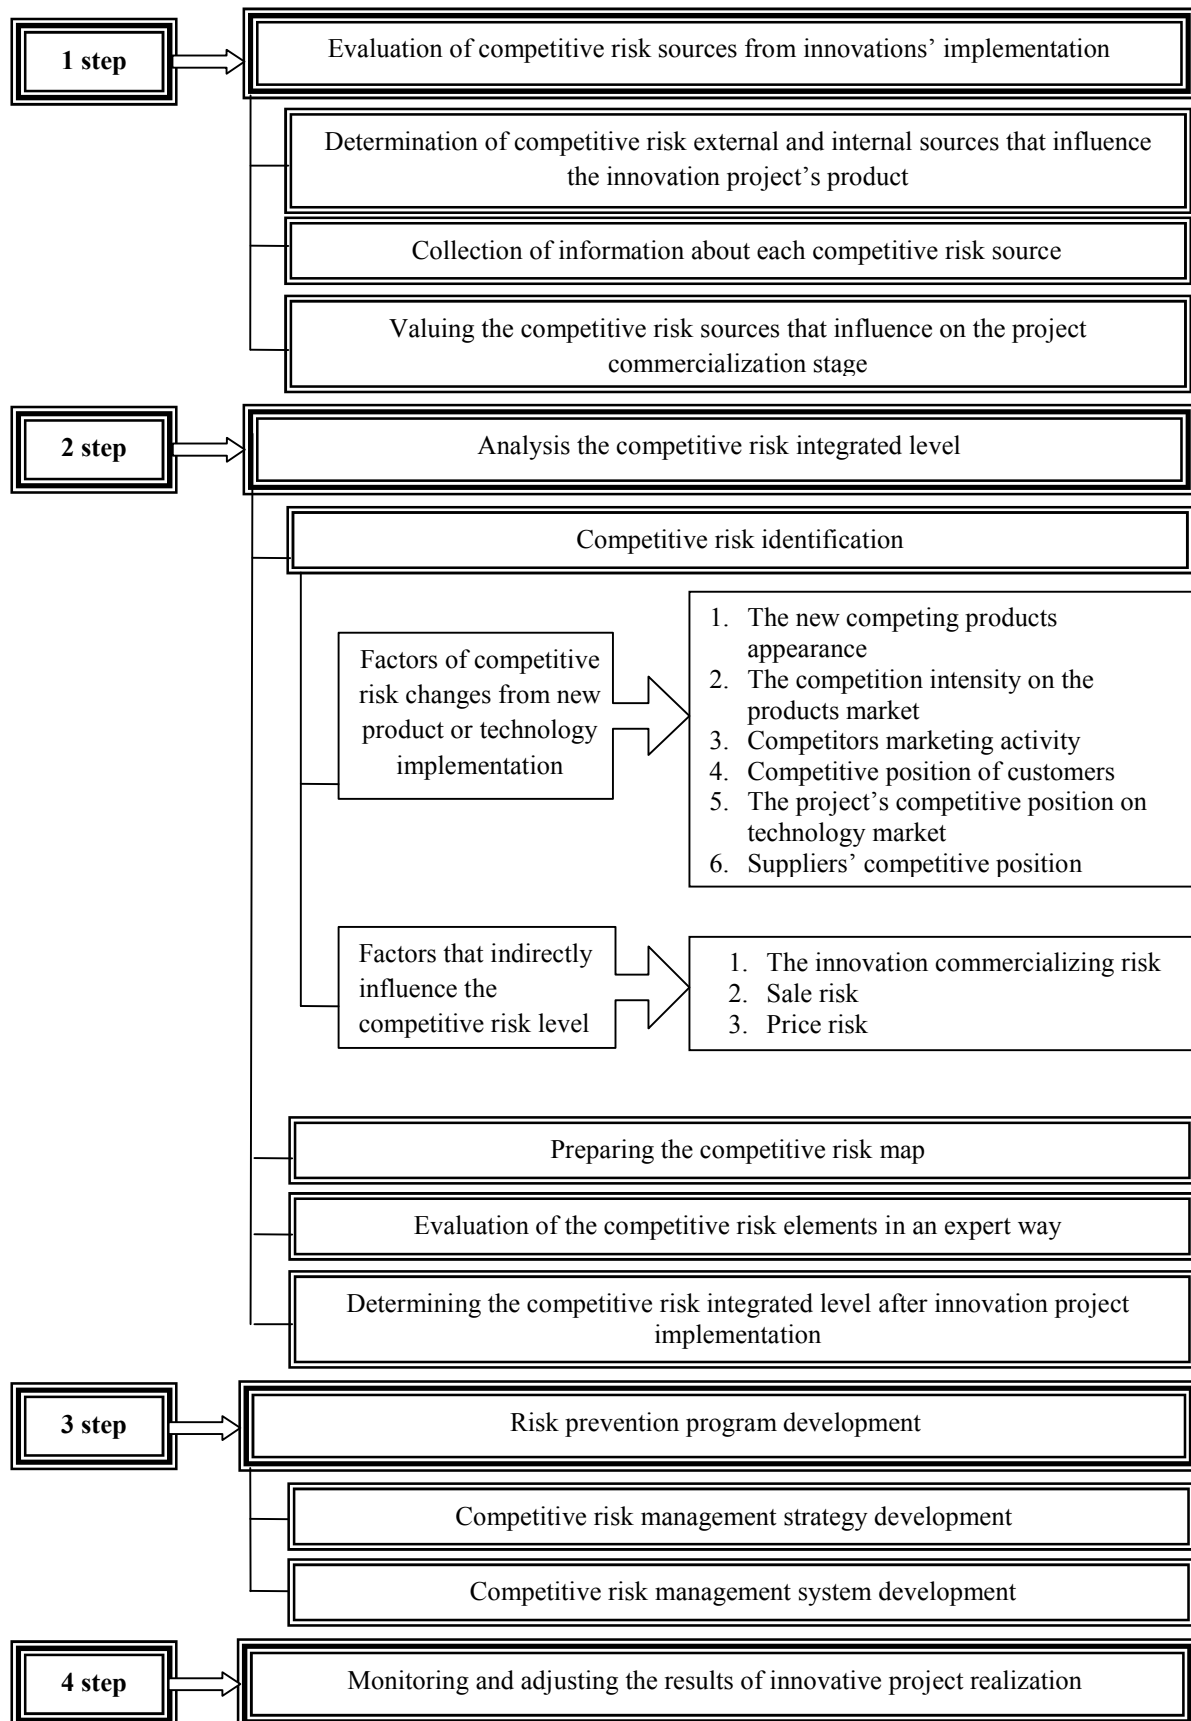 1 step
Evaluation of competitive risk sources from innovations’ implementation
Determination of competitive risk external and internal sources that influence
the innovation project’s product
Collection of information about each competitive risk source
Valuing the competitive risk sources that influence on the project
commercialization stage
2 step
Analysis the competitive risk integrated level
Competitive risk identification
Factors of competitive
risk changes from new
product or technology
implementation
1. The new competing products
appearance
2. The competition intensity on the
products market
3. Competitors marketing activity
4. Competitive position of customers
5. The project’s competitive position on
technology market
6. Suppliers’ competitive position
Factors that indirectly
influence the
competitive risk level
1. The innovation commercializing risk
2. Sale risk
3. Price risk
Preparing the competitive risk map
Evaluation of the competitive risk elements in an expert way
Determining the competitive risk integrated level after innovation project
implementation
3 step
Risk prevention program development
Competitive risk management strategy development
Competitive risk management system development
4 step
Monitoring and adjusting the results of innovative project realization